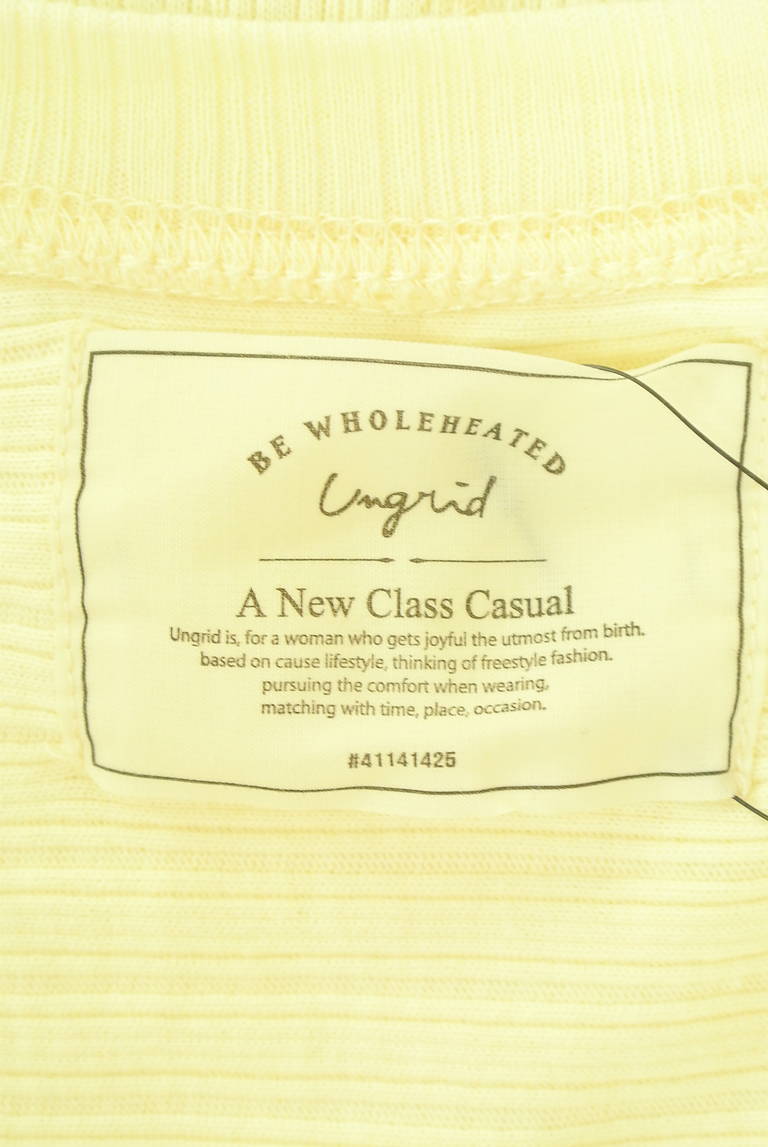 BE WHOLEHEATED
Ungrid
A New Class Casual
Ungrid is, for a woman who gets joyful the utmost from birth.
based on cause lifestyle, thinking of freestyle fashion.
pursuing the comfort when wearing,
matching with time, place, occasion.
#41141425